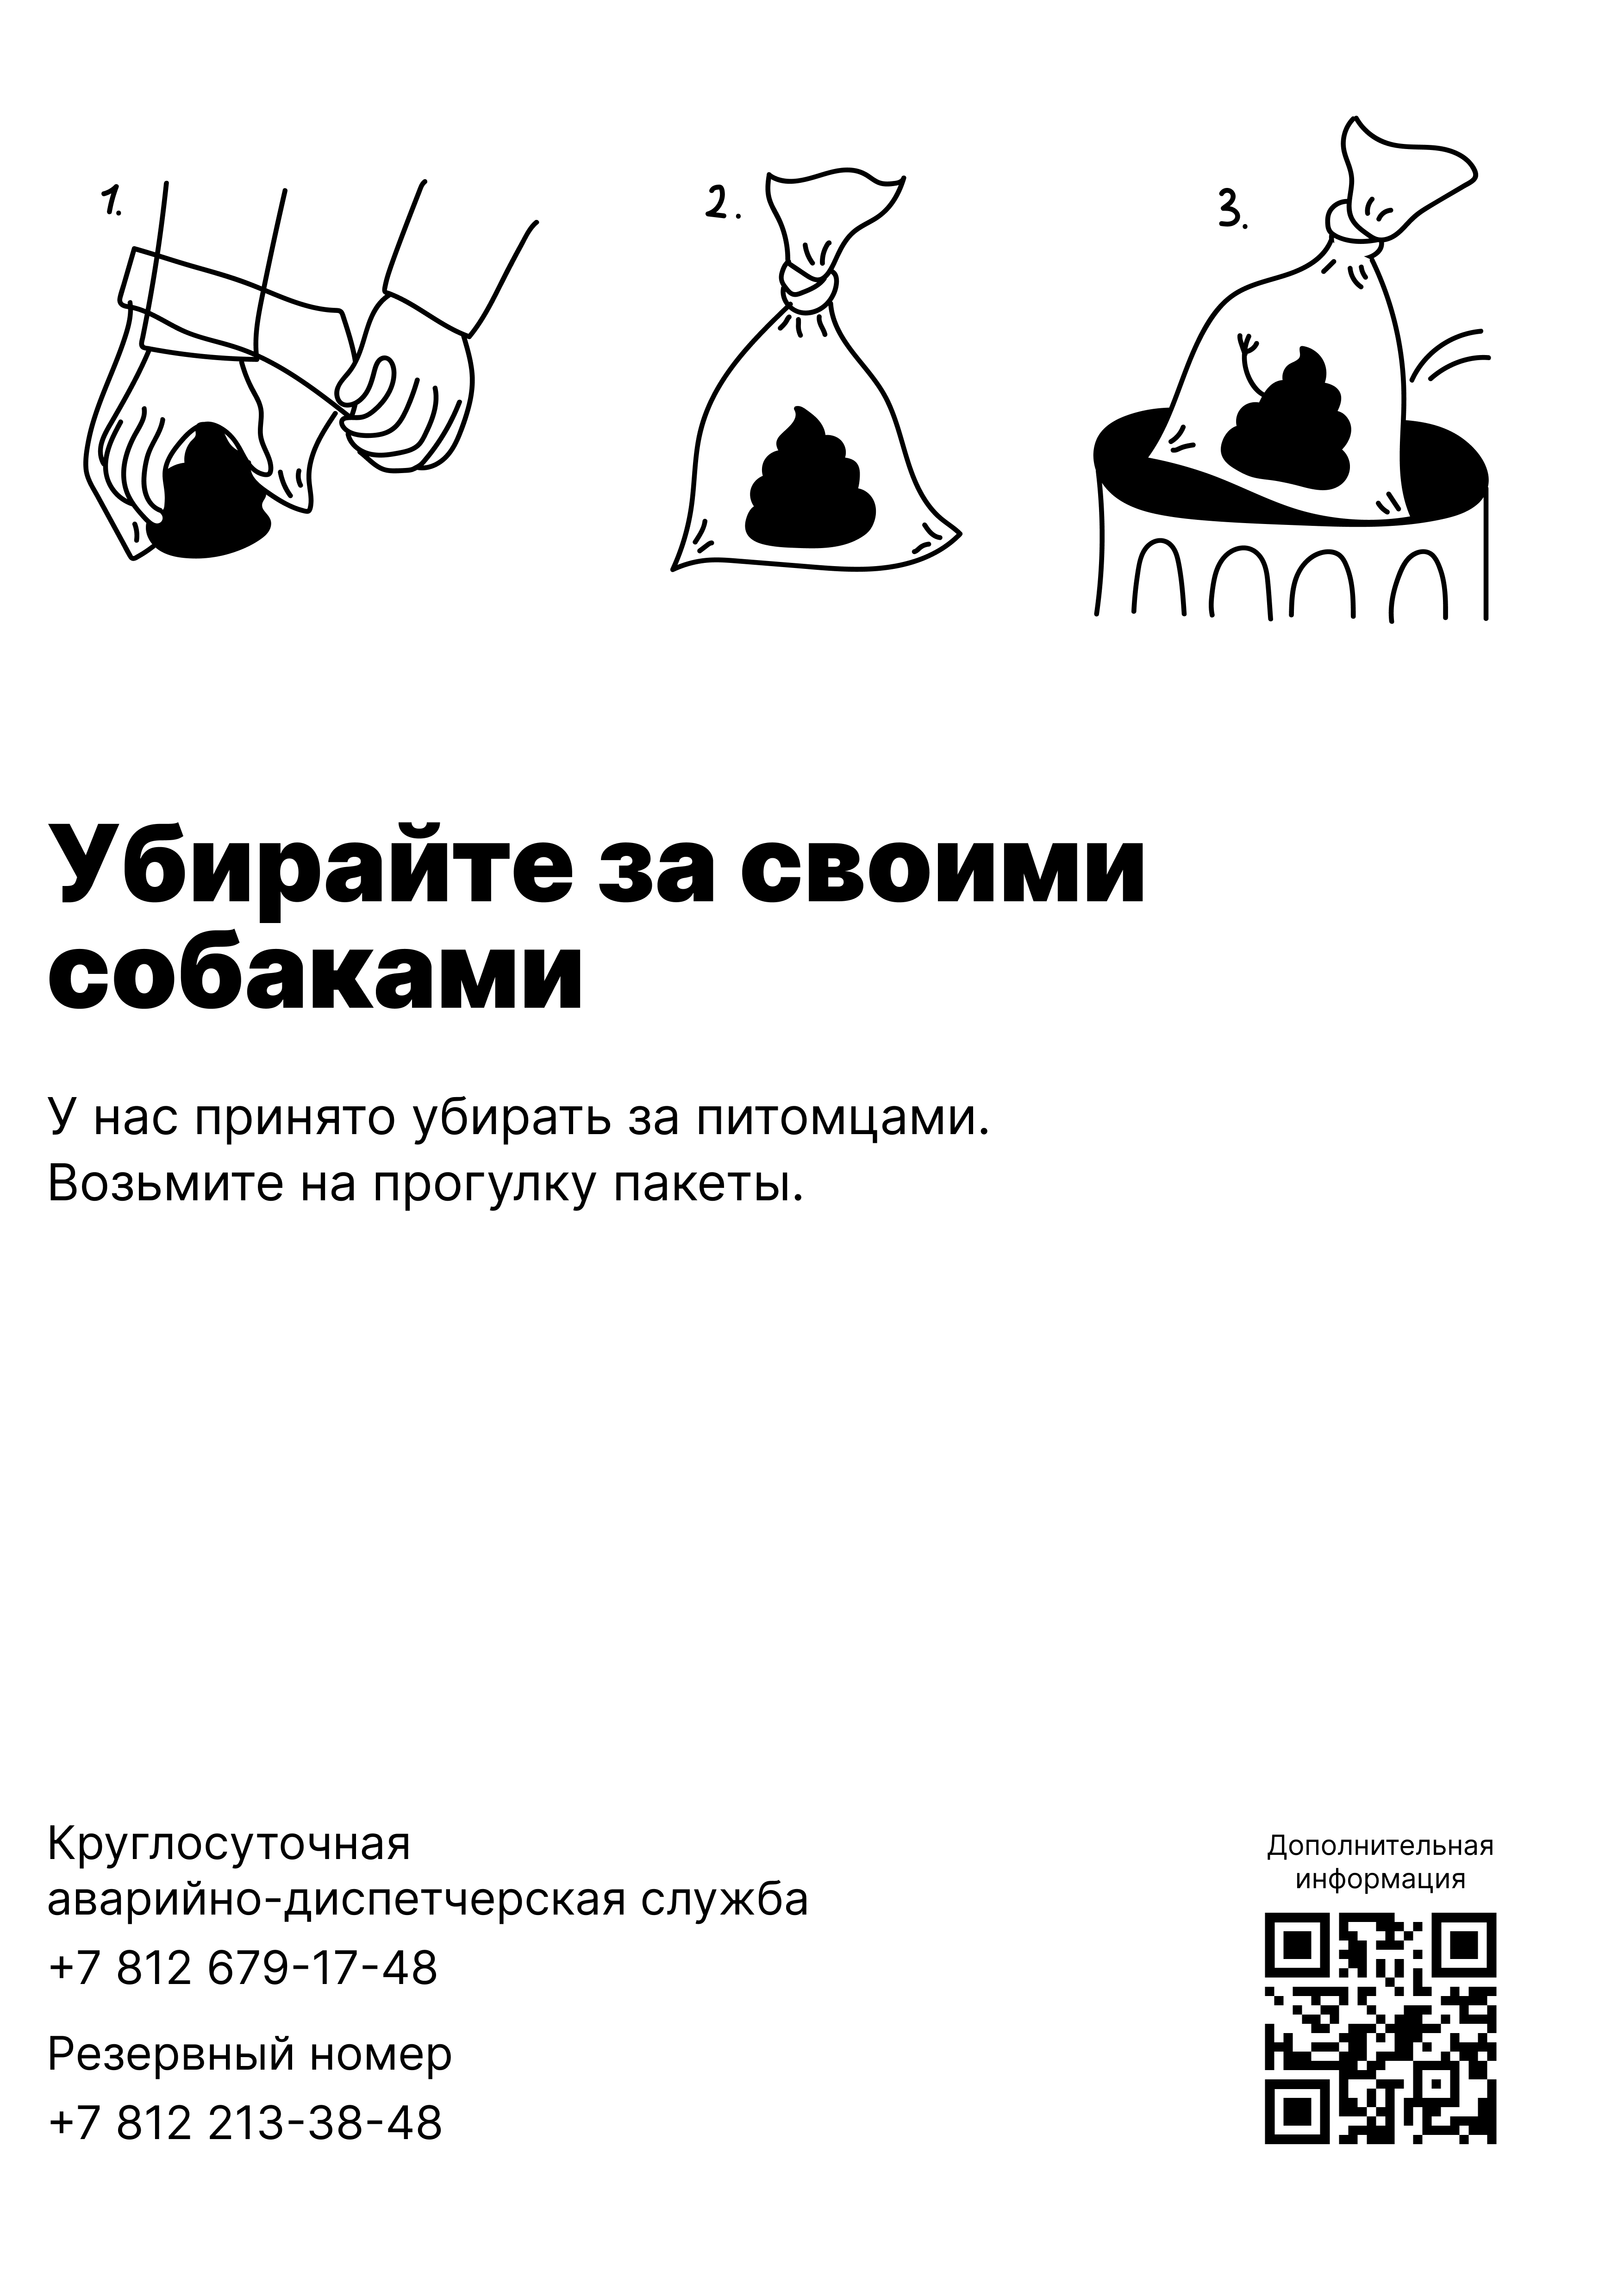 1.
2.
3.
Убирайте за своими
собаками
У нас принято убирать за питомцами.
Возьмите на прогулку пакеты.
Круглосуточная
аварийно-диспетчерская служба
+7 812 679-17-48
Резервный номер
+7 812 213-38-48
Дополнительная
информация